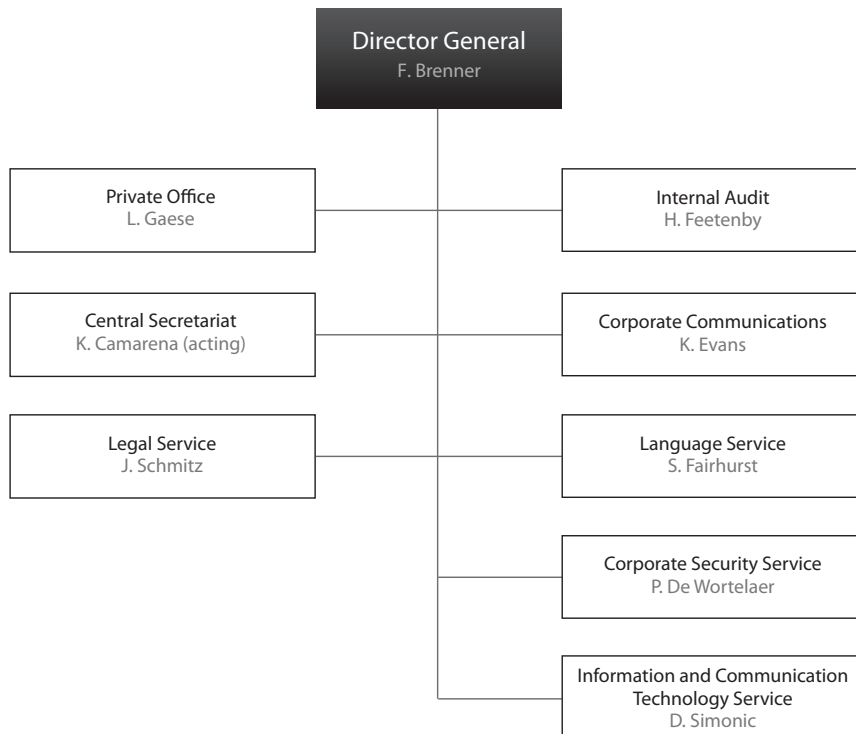 Director General
F. Brenner
Private Office
L. Gaese
Internal Audit
H. Feetenby
Central Secretariat
K. Camarena (acting)
Corporate Communications
K. Evans
Legal Service
J. Schmitz
Language Service
S. Fairhurst
Corporate Security Service
P. De Wortelaer
Information and Communication
Technology Service
D. Simonic